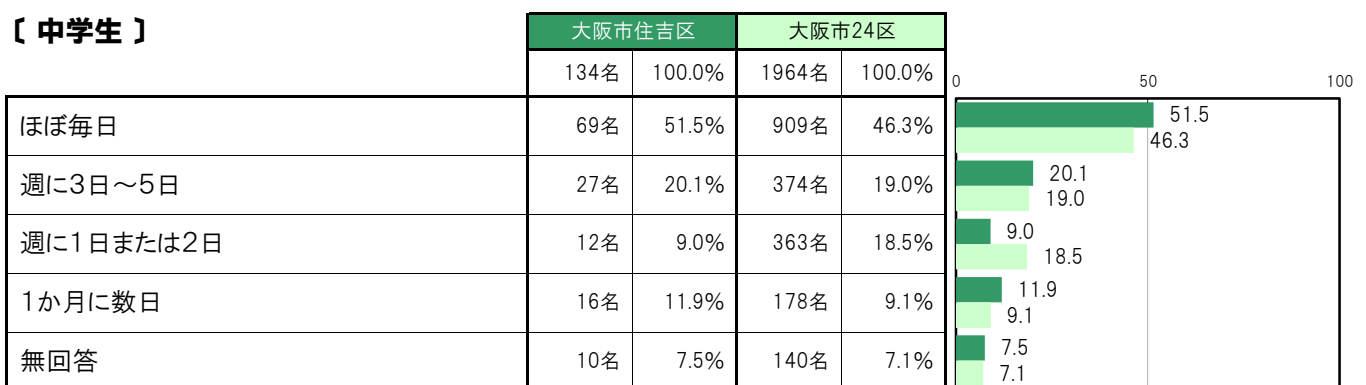 〔 中学生 〕
大阪市住吉区 大阪市24区
134名 100.0% 1964名 100.0%
0 50 100
ほぼ毎日 69名 51.5% 909名 46.3% 51.5
46.3
週に3日～5日 27名 20.1% 374名 19.0% 20.1
19.0
週に1日または2日 12名 9.0% 363名 18.5% 9.0
18.5
1か月に数日 16名 11.9% 178名 9.1% 11.9
9.1
無回答 10名 7.5% 140名 7.1% 7.5
7.1